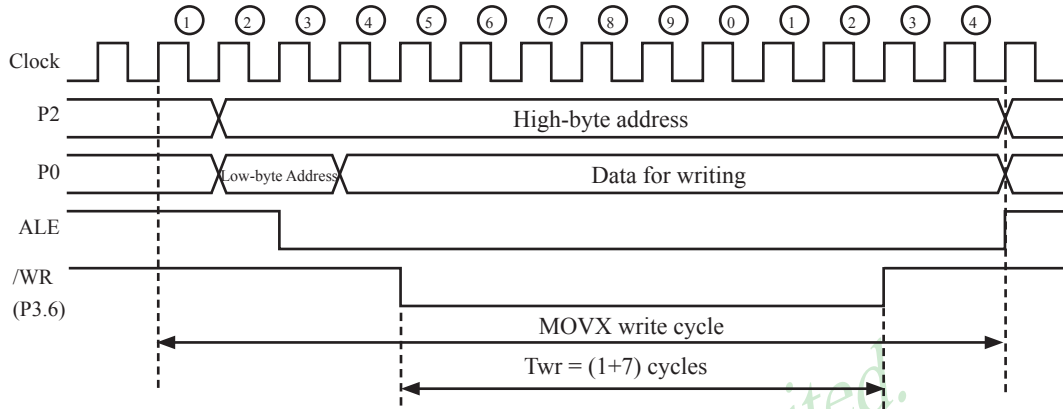 ① ② ③ ④ ⑤ ⑥ ⑦ ⑧ ⑨ ⓪ ① ② ③ ④
Clock
P2 High-byte address
P0 Low-byte Address Data for writing
ALE
/WR
(P3.6)
MOVX write cycle
Twr = (1+7) cycles
ited.